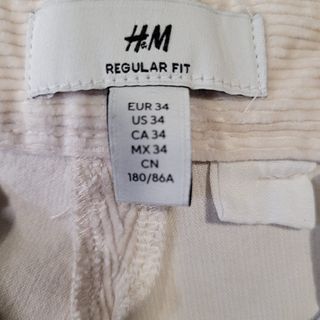 H&M
REGULAR FIT
EUR 34
US 34
CA 34
MX 34
CN
180/86A